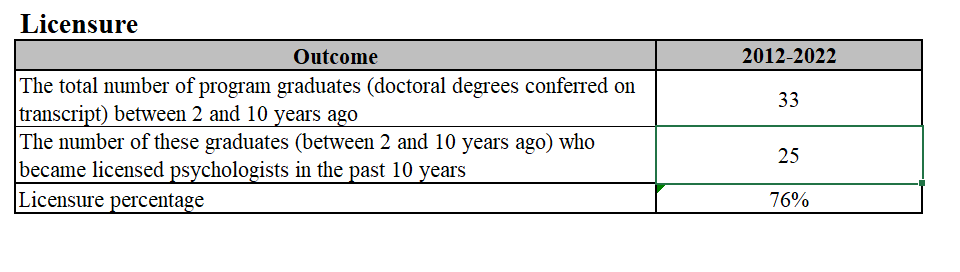 Licensure
Outcome 2012-2022
The total number of program graduates (doctoral degrees conferred on
transcript) between 2 and 10 years ago
33
The number of these graduates (between 2 and 10 years ago) who
became licensed psychologists in the past 10 years
25
Licensure percentage 76%